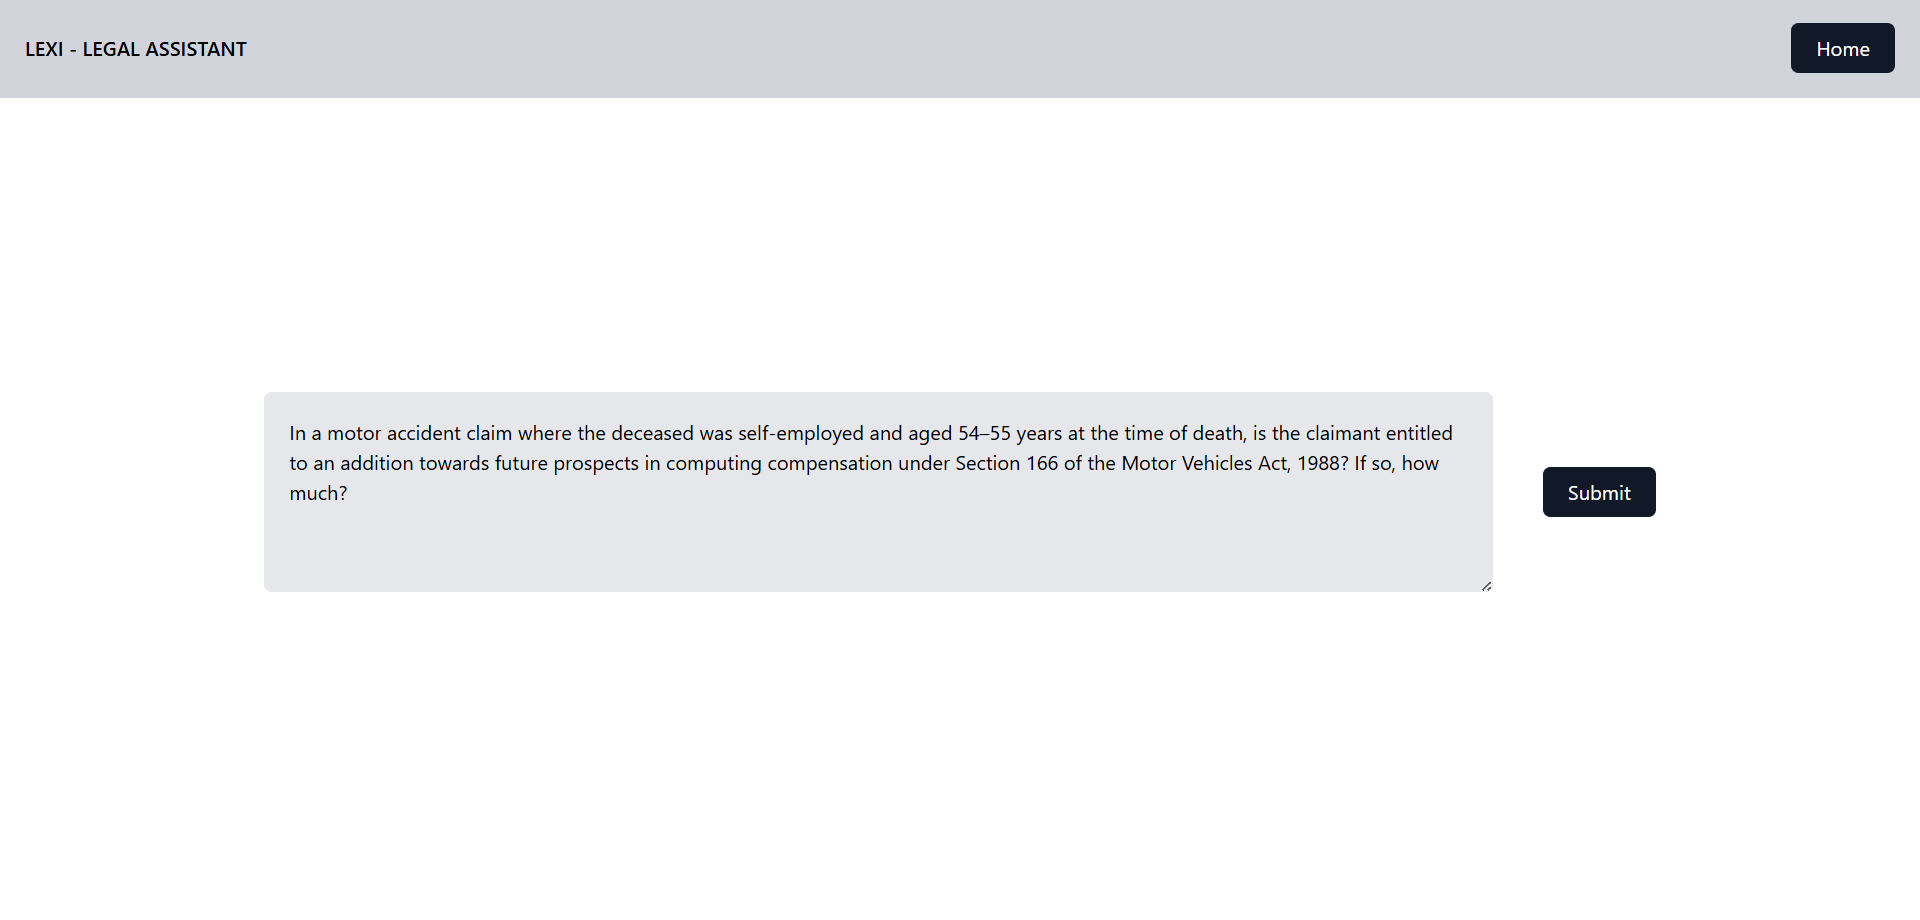 LEXI - LEGAL ASSISTANT
Home
In a motor accident claim where the deceased was self-employed and aged 54–55 years at the time of death, is the claimant entitled
to an addition towards future prospects in computing compensation under Section 166 of the Motor Vehicles Act, 1988? If so, how
much?
Submit